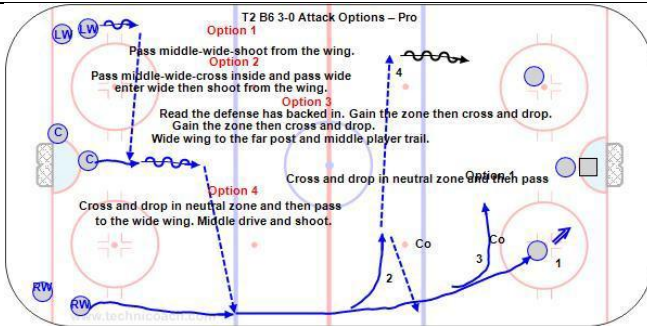 T2 B6 3-0 Attack Options – Pro
LW
LW
Option 1
Pass middle-wide-shoot from the wing.
Option 2
Pass middle-wide-cross inside and pass wide
enter wide then shoot from the wing.
4
Option 3
Read the defense has backed in. Gain the zone then cross and drop.
Gain the zone then cross and drop.
Wide wing to the far post and middle player trail.
C
C
Option 1
Cross and drop in neutral zone and then pass
Option 4
Cross and drop in neutral zone and then pass
to the wide wing. Middle drive and shoot.
Co
Co
3
1
2
RW
RW
www.technicoach.com